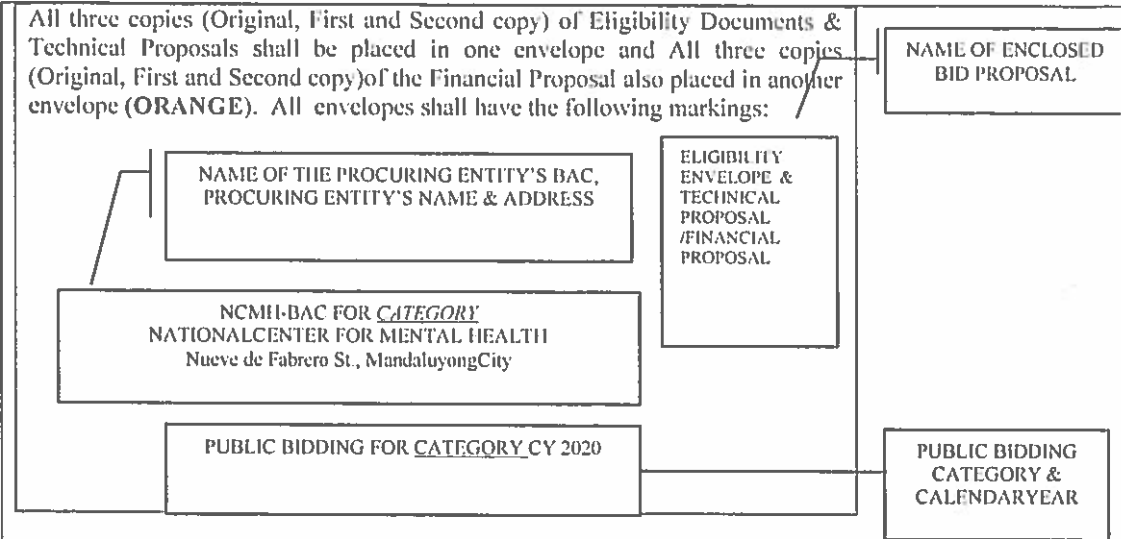 All three copies (Original, First and Second copy) of Eligibility Documents &
Technical Proposals shall be placed in one envelope and All three copies
(Original, First and Second copy)of the Financial Proposal also placed in another
envelope (ORANGE). All envelopes shall have the following markings:
NAME OF ENCLOSED
BID PROPOSAL
NAME OF THE PROCURING ENTITY'S BAC,
PROCURING ENTITY'S NAME & ADDRESS
ELIGIBILITY
ENVELOPE &
TECHNICAL
PROPOSAL
/FINANCIAL
PROPOSAL
NCMH-BAC FOR CATEGORY
NATIONALCENTER FOR MENTAL HEALTH
Nueve de Fabrero St., MandaluyongCity
PUBLIC BIDDING FOR CATEGORY CY 2020
PUBLIC BIDDING
CATEGORY &
CALENDARYEAR